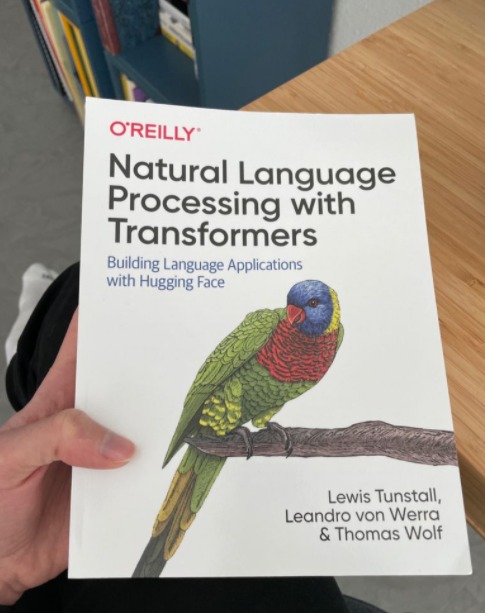 O'REILLY®
Natural Language
Processing with
Transformers
Building Language Applications
with Hugging Face
Lewis Tunstall,
Leandro von Werra
& Thomas Wolf